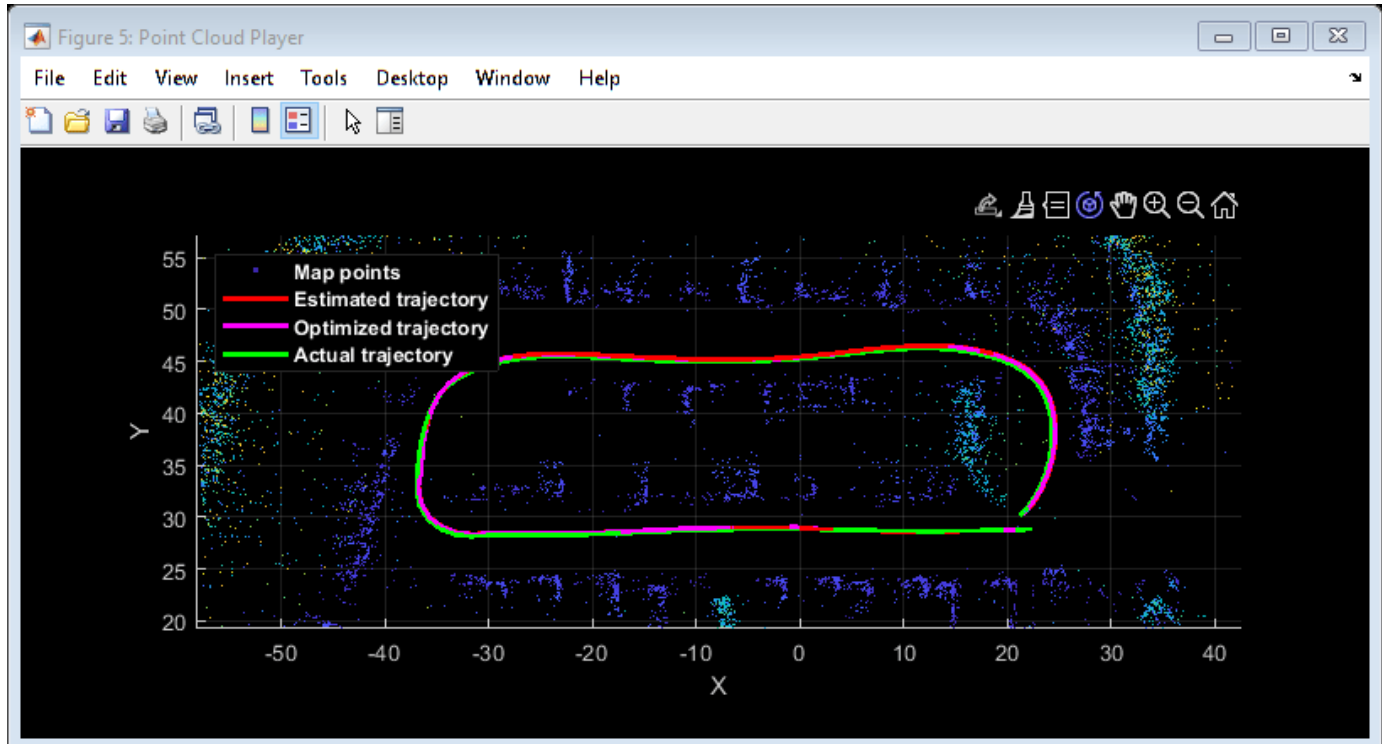 Figure 5: Point Cloud Player
File Edit View Insert Tools Desktop Window Help
Map points
Estimated trajectory
Optimized trajectory
Actual trajectory
55
50
45
40
35
30
25
20
Y
-50 -40 -30 -20 -10 0 10 20 30 40
X